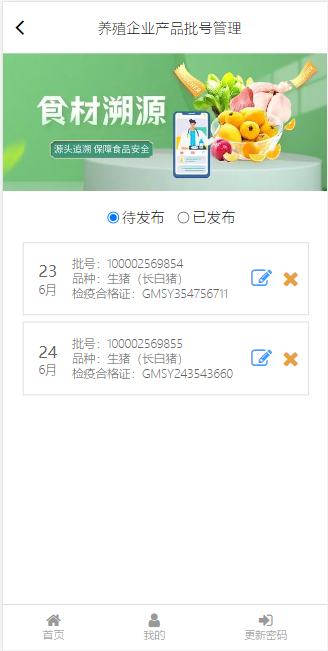 养殖企业产品批号管理
食材溯源
源头追溯 保障食品安全
待发布 已发布
23
6月
批号：100002569854
品种：生猪（长白猪）
检疫合格证：GMSY354756711
24
6月
批号：100002569855
品种：生猪（长白猪）
检疫合格证：GMSY243543660
首页 我的 更新密码